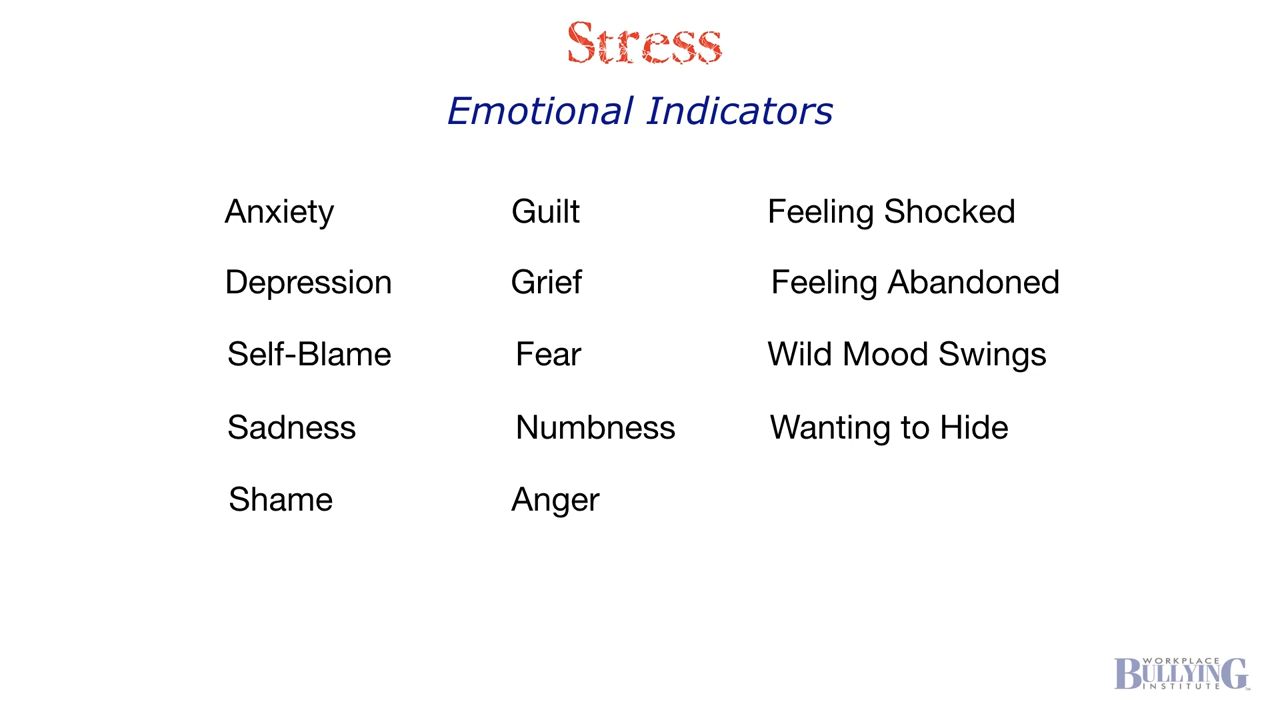 Stress
Emotional Indicators
Anxiety
Depression
Self-Blame
Sadness
Shame
Guilt
Grief
Fear
Numbness
Anger
Feeling Shocked
Feeling Abandoned
Wild Mood Swings
Wanting to Hide
WORKPLACE
BULLYING
INSTITUTE